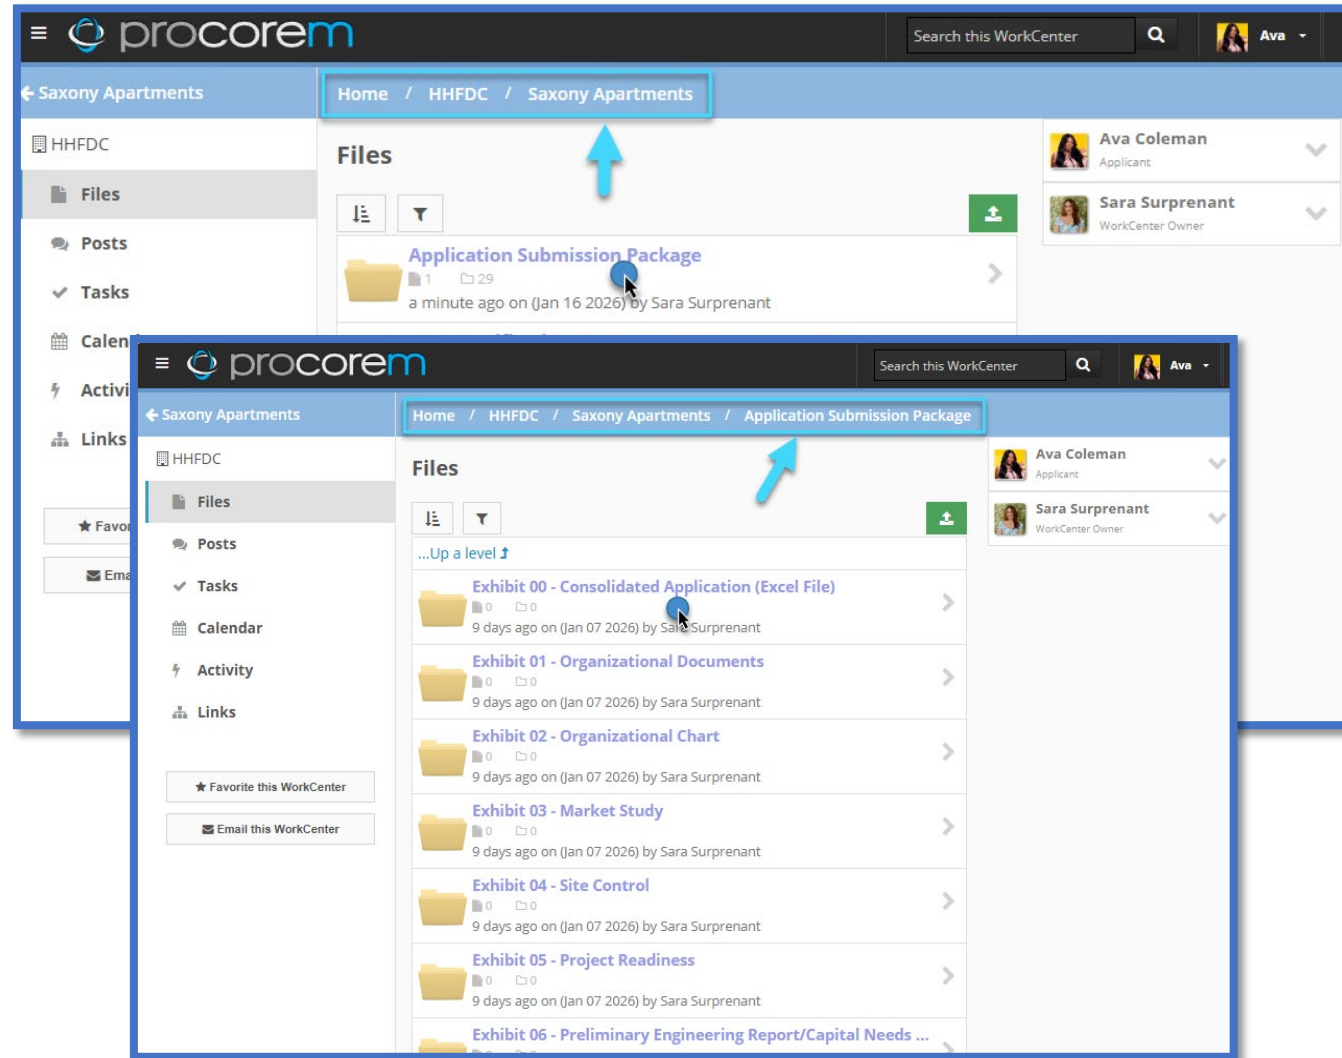 procorem
Search this WorkCenter
Ava
Saxony Apartments
Home / HHFDC / Saxony Apartments
HHFDC
Files
Posts
Tasks
Links
Files
Application Submission Package
1 29
a minute ago on (Jan 16 2026) by Sara Surprenant
Ava Coleman
Applicant
Sara Surprenant
WorkCenter Owner
procorem
Search this WorkCenter
Ava
Saxony Apartments
Home / HHFDC / Saxony Apartments / Application Submission Package
HHFDC
Files
Posts
Tasks
Calendar
Activity
Links
Favorite this WorkCenter
Email this WorkCenter
Files
...Up a level
Exhibit 00 - Consolidated Application (Excel File)
0 0
9 days ago on (Jan 07 2026) by Sara Surprenant
Exhibit 01 - Organizational Documents
0 0
9 days ago on (Jan 07 2026) by Sara Surprenant
Exhibit 02 - Organizational Chart
0 0
9 days ago on (Jan 07 2026) by Sara Surprenant
Exhibit 03 - Market Study
0 0
9 days ago on (Jan 07 2026) by Sara Surprenant
Exhibit 04 - Site Control
0 0
9 days ago on (Jan 07 2026) by Sara Surprenant
Exhibit 05 - Project Readiness
0 0
9 days ago on (Jan 07 2026) by Sara Surprenant
Exhibit 06 - Preliminary Engineering Report/Capital Needs ...
Ava Coleman
Applicant
Sara Surprenant
WorkCenter Owner